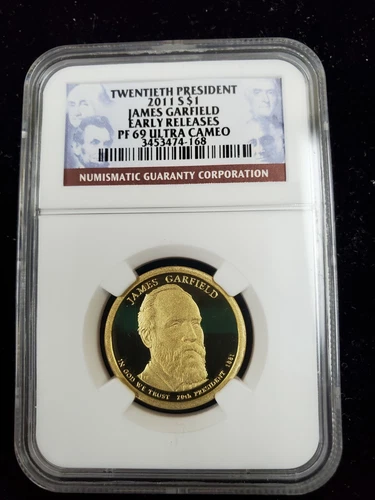 TWENTIETH PRESIDENT
2011 S $1
JAMES GARFIELD
EARLY RELEASES
PF 69 ULTRA CAMEO
3453474-168
NUMISMATIC GUARANTY CORPORATION
JAMES GARFIELD
IN GOD WE TRUST 20th PRESIDENT 1881